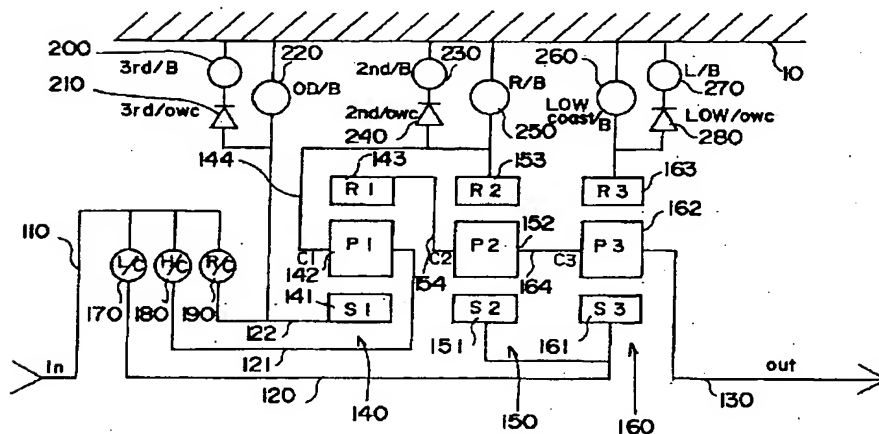 200 3rd/B 220 2nd/B 230 260 L/B 10
210 OD/B R/B 270
3rd/owc 2nd/owc LOW coast/B LOW/owc
144 240 143 250 153 280 163
R1 R2 R3
110 152 162
L/C H/C R/C C1 P1 C2 P2 C3 P3
170 180 190 142 154 164
141 S1 S2 S3
122 151 161
In 121 out
120 140 150 160 130